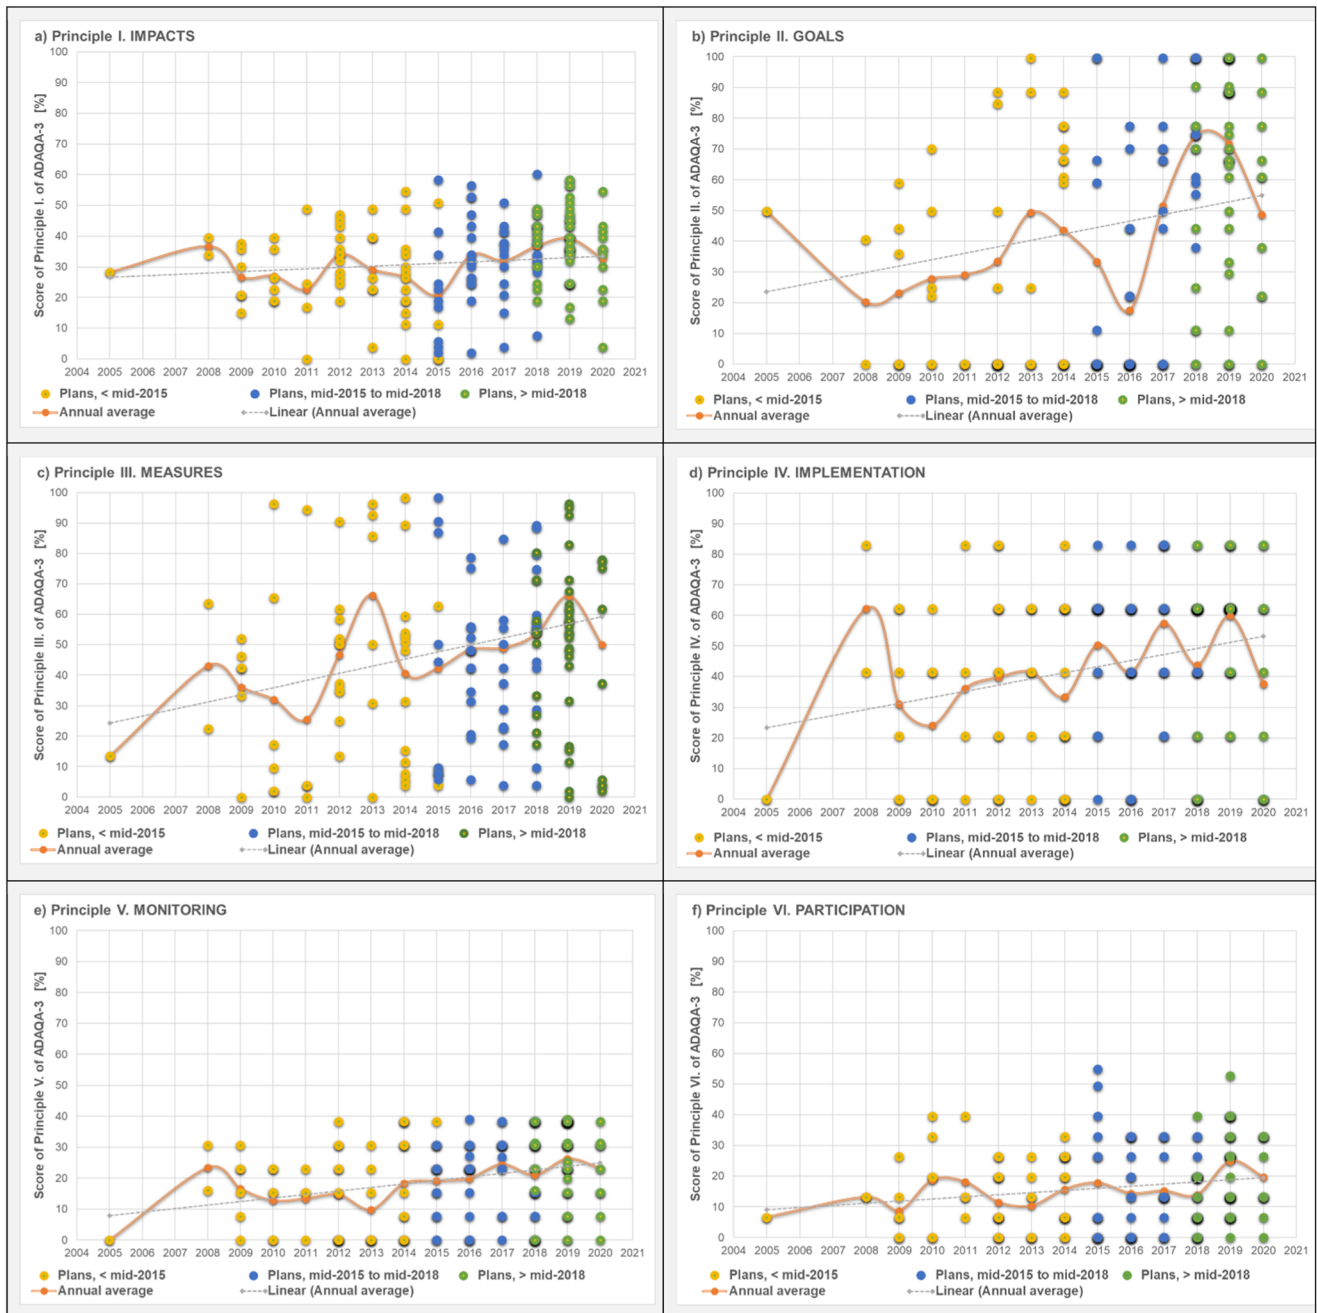 a) Principle I. IMPACTS
Score of Principle I. of ADAQA-3 [%]
100
90
80
70
60
50
40
30
20
10
0
2004 2005 2006 2007 2008 2009 2010 2011 2012 2013 2014 2015 2016 2017 2018 2019 2020 2021
Plans, < mid-2015 Plans, mid-2015 to mid-2018 Plans, > mid-2018
Annual average Linear (Annual average)
b) Principle II. GOALS
Score of Principle II. of ADAQA-3 [%]
100
90
80
70
60
50
40
30
20
10
0
2004 2005 2006 2007 2008 2009 2010 2011 2012 2013 2014 2015 2016 2017 2018 2019 2020 2021
Plans, < mid-2015 Plans, mid-2015 to mid-2018 Plans, > mid-2018
Annual average Linear (Annual average)
c) Principle III. MEASURES
Score of Principle III. of ADAQA-3 [%]
100
90
80
70
60
50
40
30
20
10
0
2004 2005 2006 2007 2008 2009 2010 2011 2012 2013 2014 2015 2016 2017 2018 2019 2020 2021
Plans, < mid-2015 Plans, mid-2015 to mid-2018 Plans, > mid-2018
Annual average Linear (Annual average)
d) Principle IV. IMPLEMENTATION
Score of Principle IV. of ADAQA-3 [%]
100
90
80
70
60
50
40
30
20
10
0
2004 2005 2006 2007 2008 2009 2010 2011 2012 2013 2014 2015 2016 2017 2018 2019 2020 2021
Plans, < mid-2015 Plans, mid-2015 to mid-2018 Plans, > mid-2018
Annual average Linear (Annual average)
e) Principle V. MONITORING
Score of Principle V. of ADAQA-3 [%]
100
90
80
70
60
50
40
30
20
10
0
2004 2005 2006 2007 2008 2009 2010 2011 2012 2013 2014 2015 2016 2017 2018 2019 2020 2021
Plans, < mid-2015 Plans, mid-2015 to mid-2018 Plans, > mid-2018
Annual average Linear (Annual average)
f) Principle VI. PARTICIPATION
Score of Principle VI. of ADAQA-3 [%]
100
90
80
70
60
50
40
30
20
10
0
2004 2005 2006 2007 2008 2009 2010 2011 2012 2013 2014 2015 2016 2017 2018 2019 2020 2021
Plans, < mid-2015 Plans, mid-2015 to mid-2018 Plans, > mid-2018
Annual average Linear (Annual average)